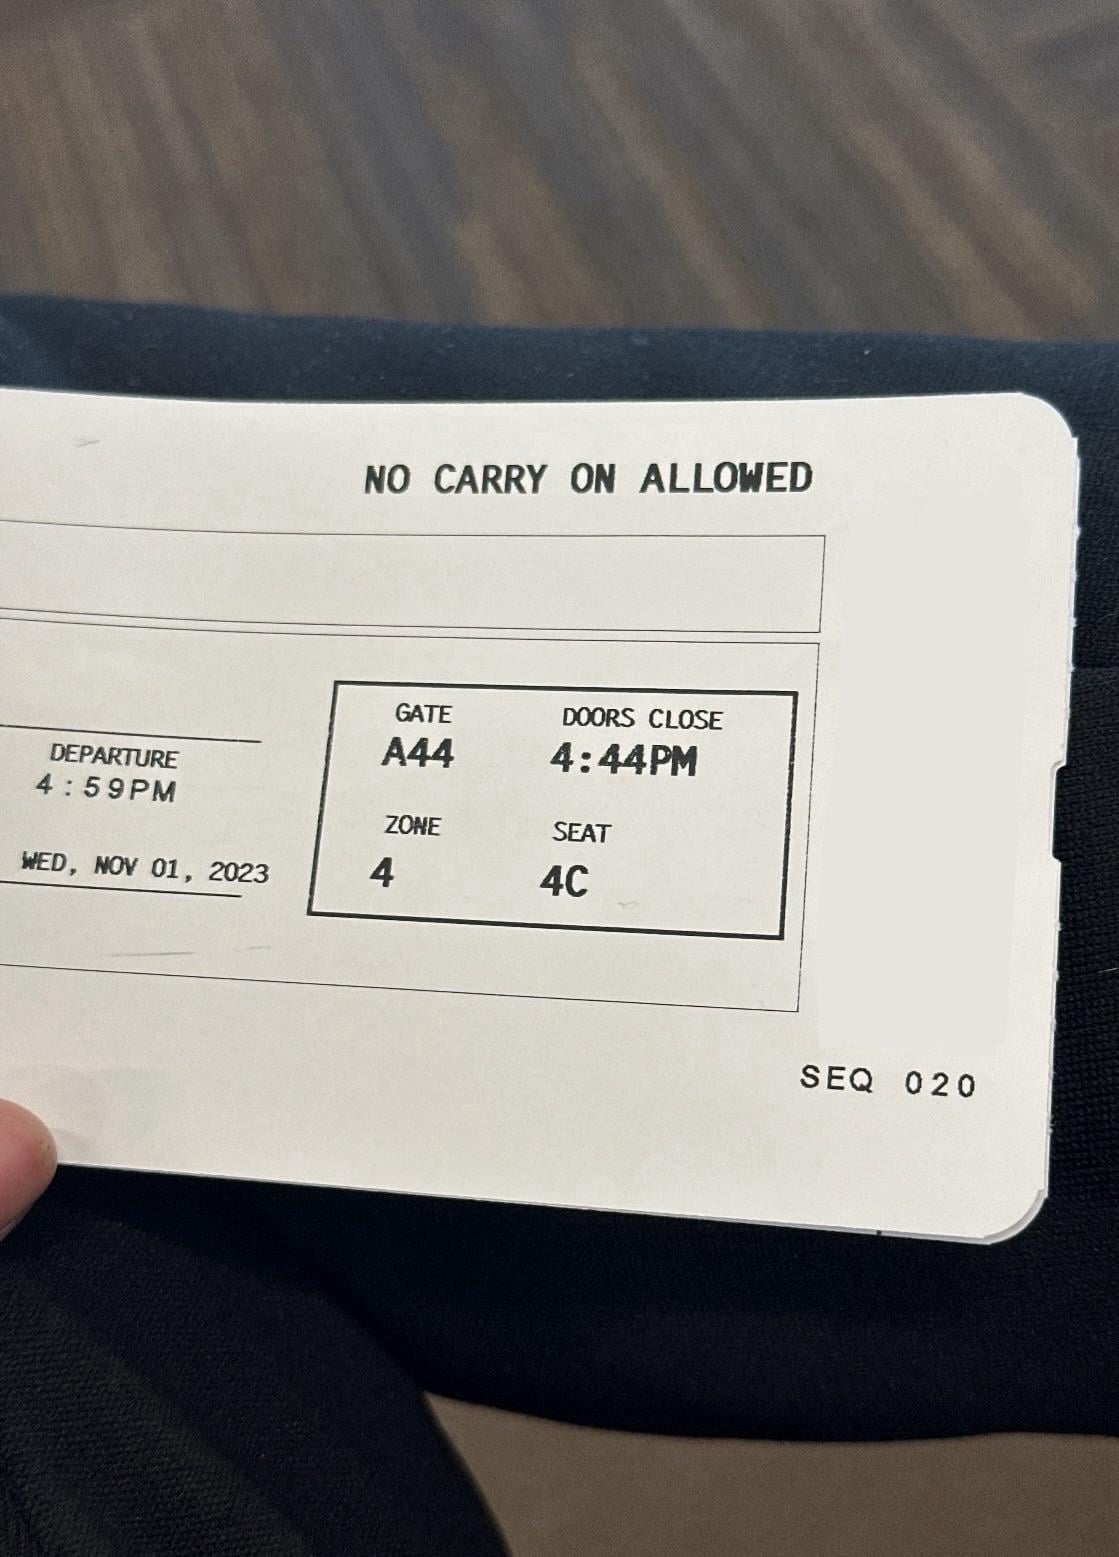 NO CARRY ON ALLOWED
GATE DOORS CLOSE
A44 4:44PM
DEPARTURE
4:59PM
ZONE SEAT
4 4C
WED, NOV 01, 2023
SEQ 020